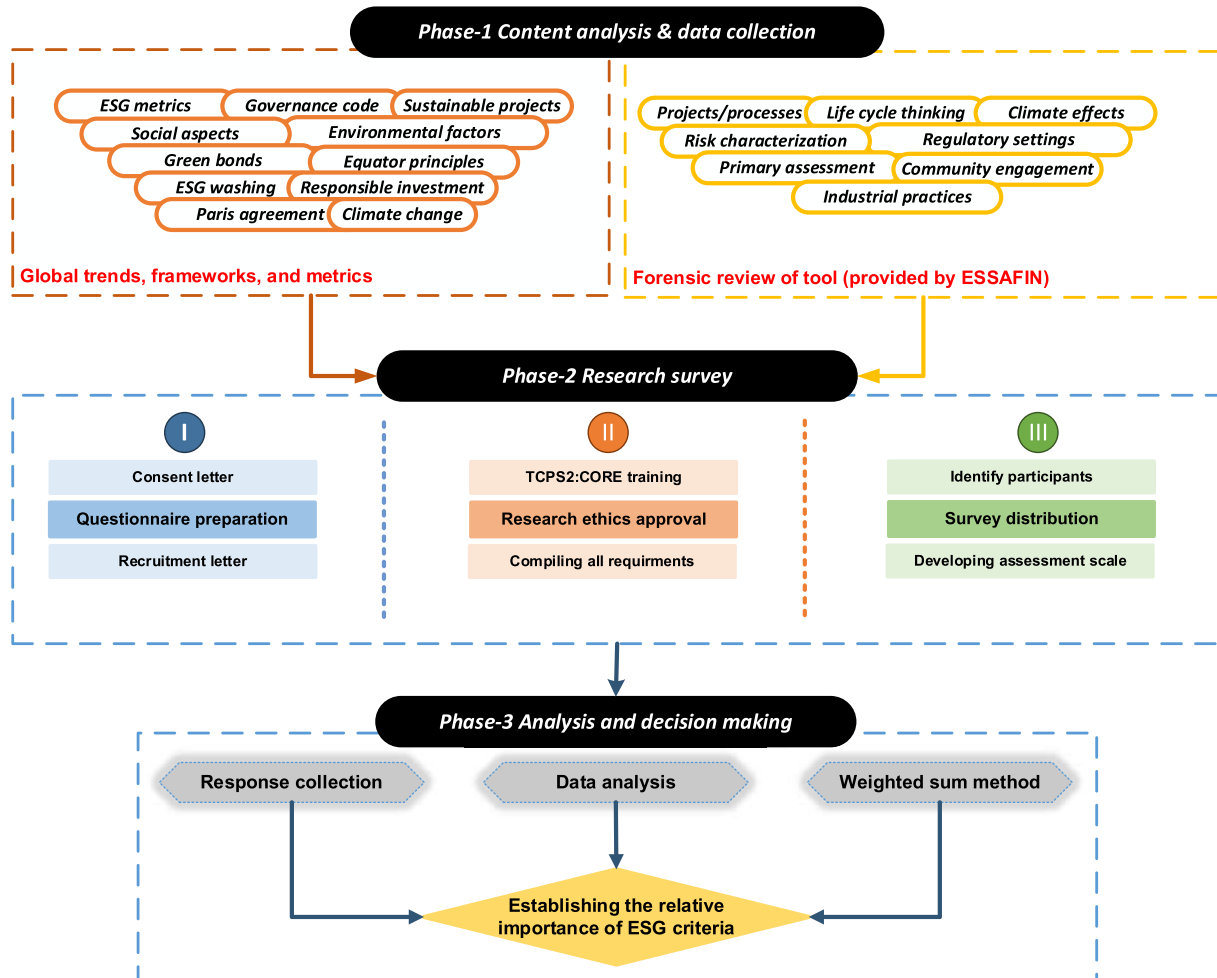 Phase-1 Content analysis & data collection
ESG metrics
Governance code
Sustainable projects
Social aspects
Environmental factors
Green bonds
Equator principles
ESG washing
Responsible investment
Paris agreement
Climate change
Global trends, frameworks, and metrics
Projects/processes
Life cycle thinking
Climate effects
Risk characterization
Regulatory settings
Primary assessment
Community engagement
Industrial practices
Forensic review of tool (provided by ESSAFIN)
Phase-2 Research survey
I
Consent letter
Questionnaire preparation
Recruitment letter
II
TCPS2:CORE training
Research ethics approval
Compiling all requirments
III
Identify participants
Survey distribution
Developing assessment scale
Phase-3 Analysis and decision making
Response collection
Data analysis
Weighted sum method
Establishing the relative
importance of ESG criteria